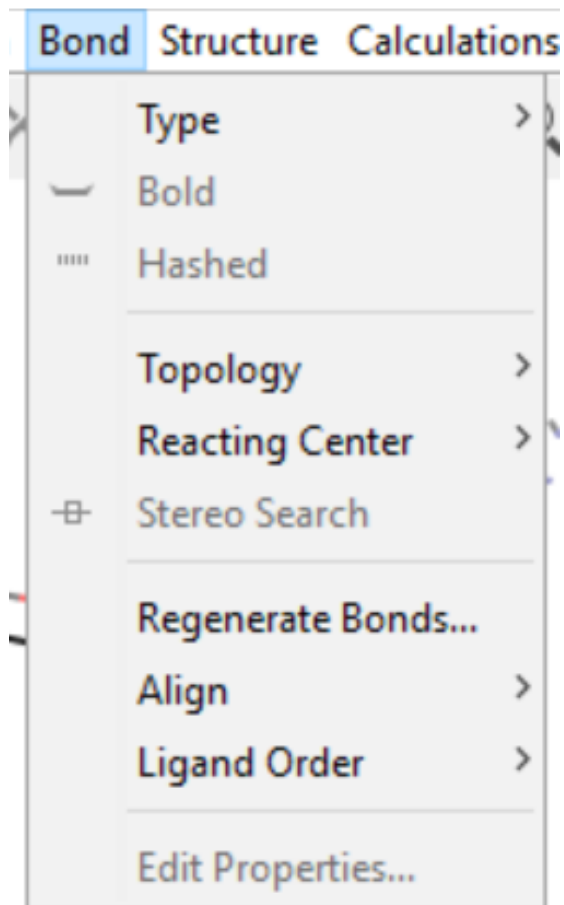 Bond Structure Calculations
Type
Bold
Hashed
Topology
Reacting Center
Stereo Search
Regenerate Bonds...
Align
Ligand Order
Edit Properties...